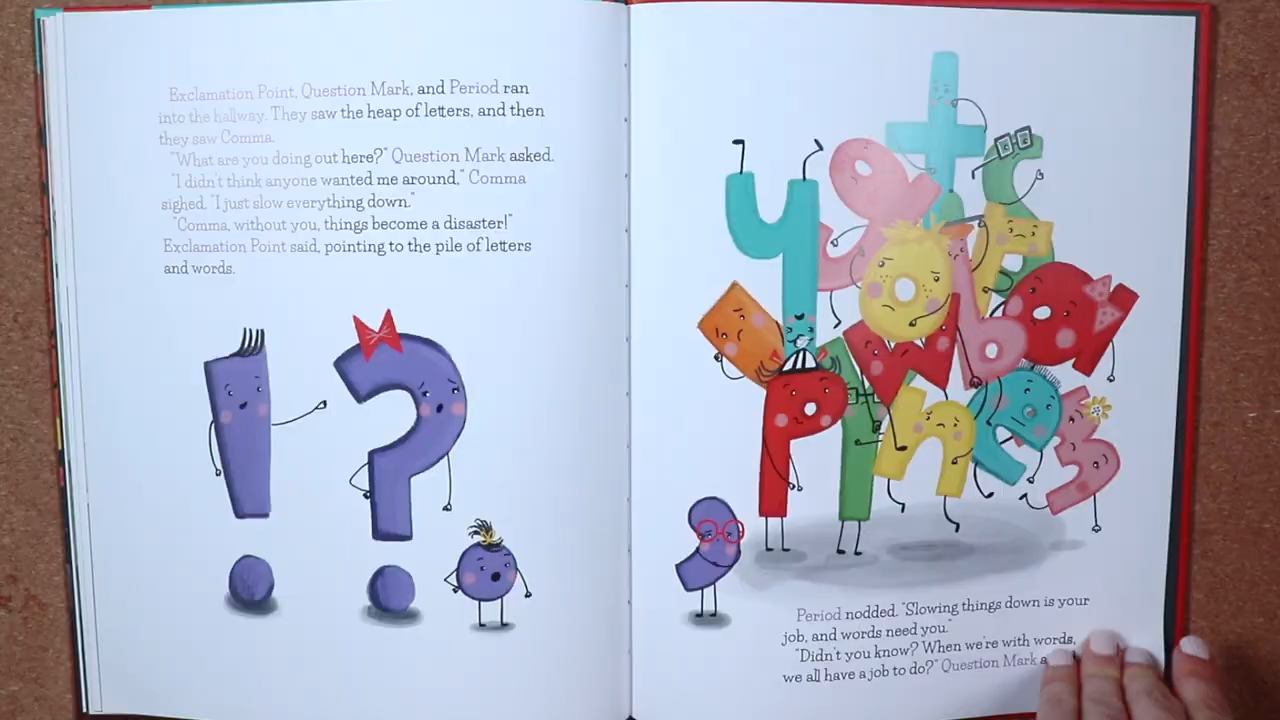 Exclamation Point, Question Mark, and Period ran
into the hallway. They saw the heap of letters, and then
they saw Comma.
"What are you doing out here?" Question Mark asked.
"I didn't think anyone wanted me around," Comma
sighed. "I just slow everything down."
"Comma, without you, things become a disaster!"
Exclamation Point said, pointing to the pile of letters
and words.
Period nodded. "Slowing things down is your
job, and words need you."
"Didn't you know? When we're with words,
we all have a job to do?" Question Mark